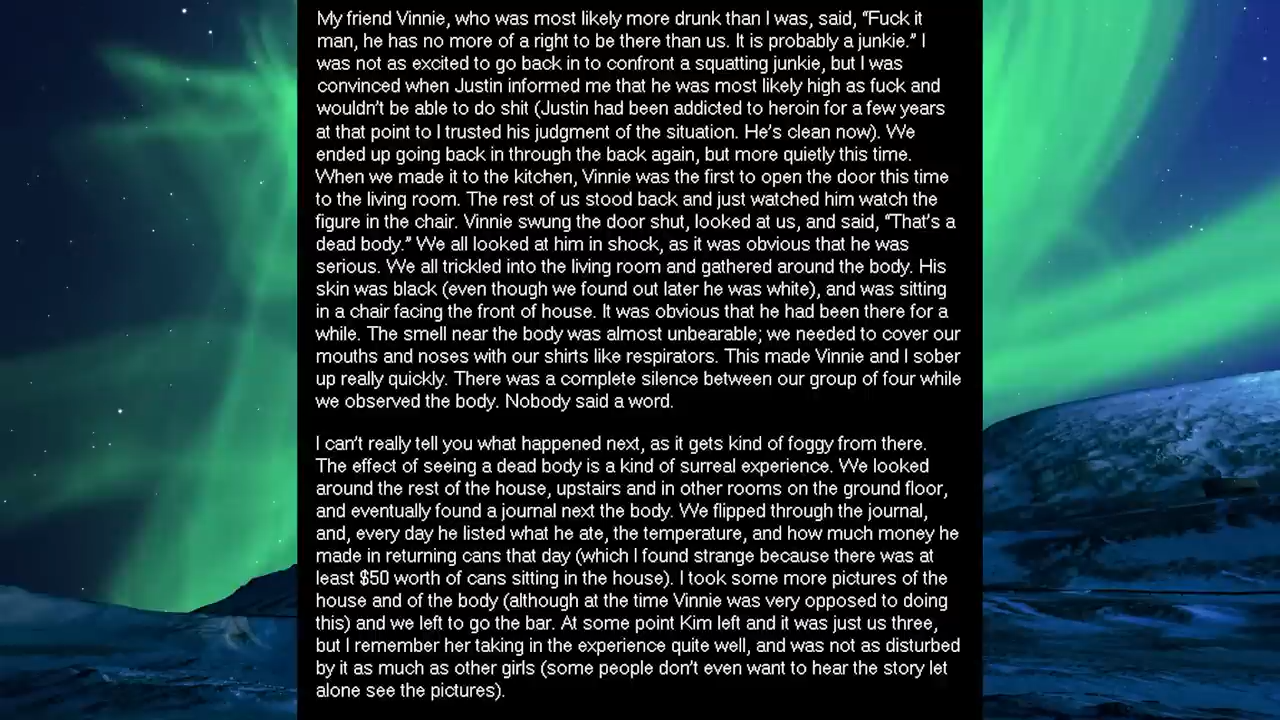 My friend Vinnie, who was most likely more drunk than I was, said, “Fuck it
man, he has no more of a right to be there than us. It is probably a junkie.” I
was not as excited to go back in to confront a squatting junkie, but I was
convinced when Justin informed me that he was most likely high as fuck and
wouldn’t be able to do shit (Justin had been addicted to heroin for a few years
at that point to I trusted his judgment of the situation. He’s clean now). We
ended up going back in through the back again, but more quietly this time.
When we made it to the kitchen, Vinnie was the first to open the door this time
to the living room. The rest of us stood back and just watched him watch the
figure in the chair. Vinnie swung the door shut, looked at us, and said, “That’s a
dead body.” We all looked at him in shock, as it was obvious that he was
serious. We all trickled into the living room and gathered around the body. His
skin was black (even though we found out later he was white), and was sitting
in a chair facing the front of house. It was obvious that he had been there for a
while. The smell near the body was almost unbearable; we needed to cover our
mouths and noses with our shirts like respirators. This made Vinnie and I sober
up really quickly. There was a complete silence between our group of four while
we observed the body. Nobody said a word.
I can’t really tell you what happened next, as it gets kind of foggy from there.
The effect of seeing a dead body is a kind of surreal experience. We looked
around the rest of the house, upstairs and in other rooms on the ground floor,
and eventually found a journal next the body. We flipped through the journal,
and, every day he listed what he ate, the temperature, and how much money he
made in returning cans that day (which I found strange because there was at
least $50 worth of cans sitting in the house). I took some more pictures of the
house and of the body (although at the time Vinnie was very opposed to doing
this) and we left to go the bar. At some point Kim left and it was just us three,
but I remember her taking in the experience quite well, and was not as disturbed
by it as much as other girls (some people don’t even want to hear the story let
alone see the pictures).